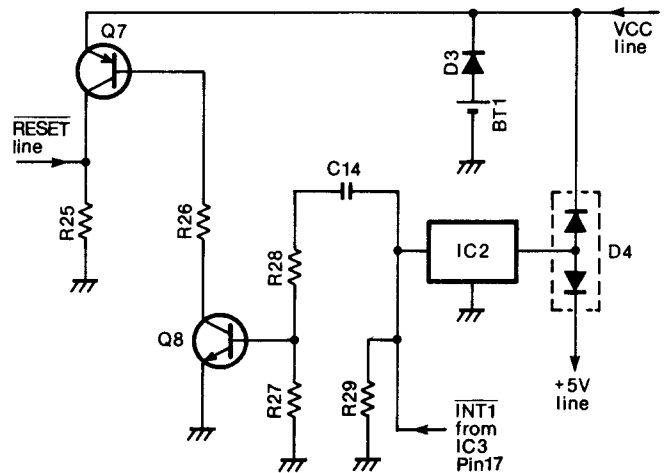 Q7
VCC
line
D3
BT1
RESET
line
C14
R25
R26
R28
IC2
D4
Q8
R27
R29
+5V
line
INT1
from
IC3
Pin17